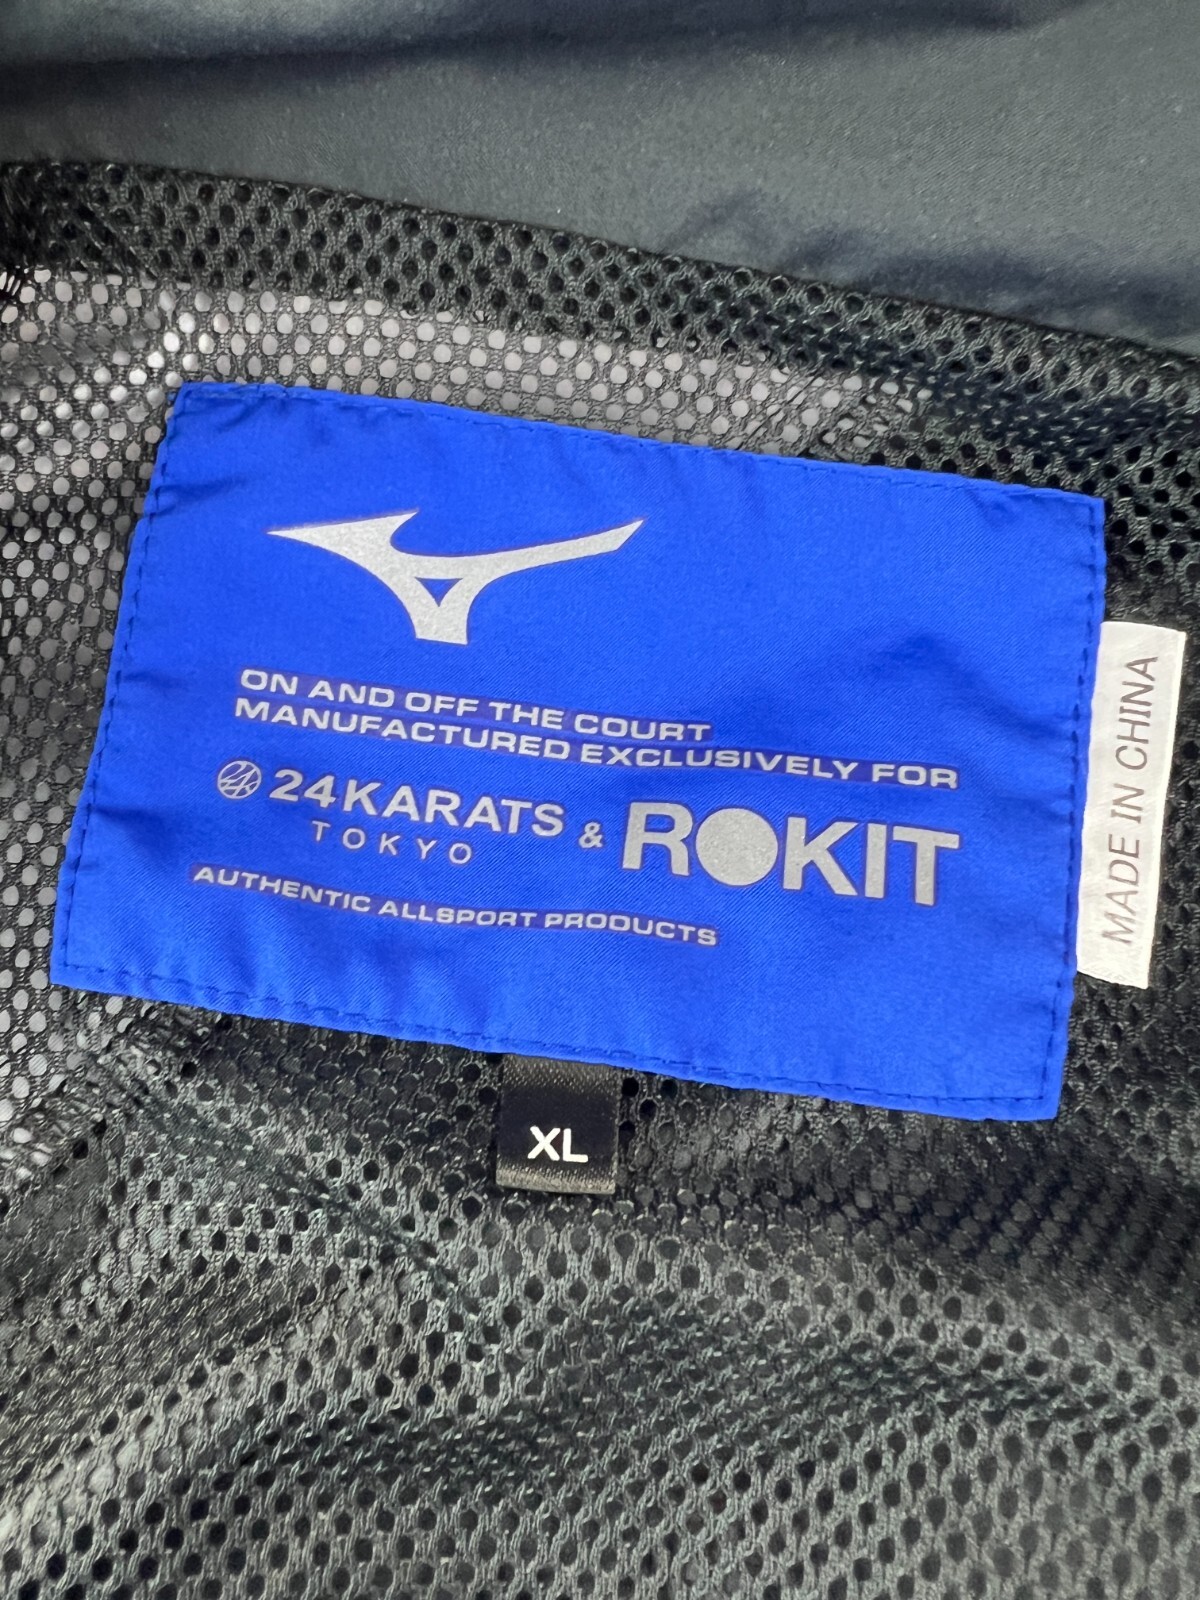 ON AND OFF THE COURT
MANUFACTURED EXCLUSIVELY FOR
24KARATS
TOKYO
& ROKIT
AUTHENTIC ALLSPORT PRODUCTS
MADE IN CHINA
XL